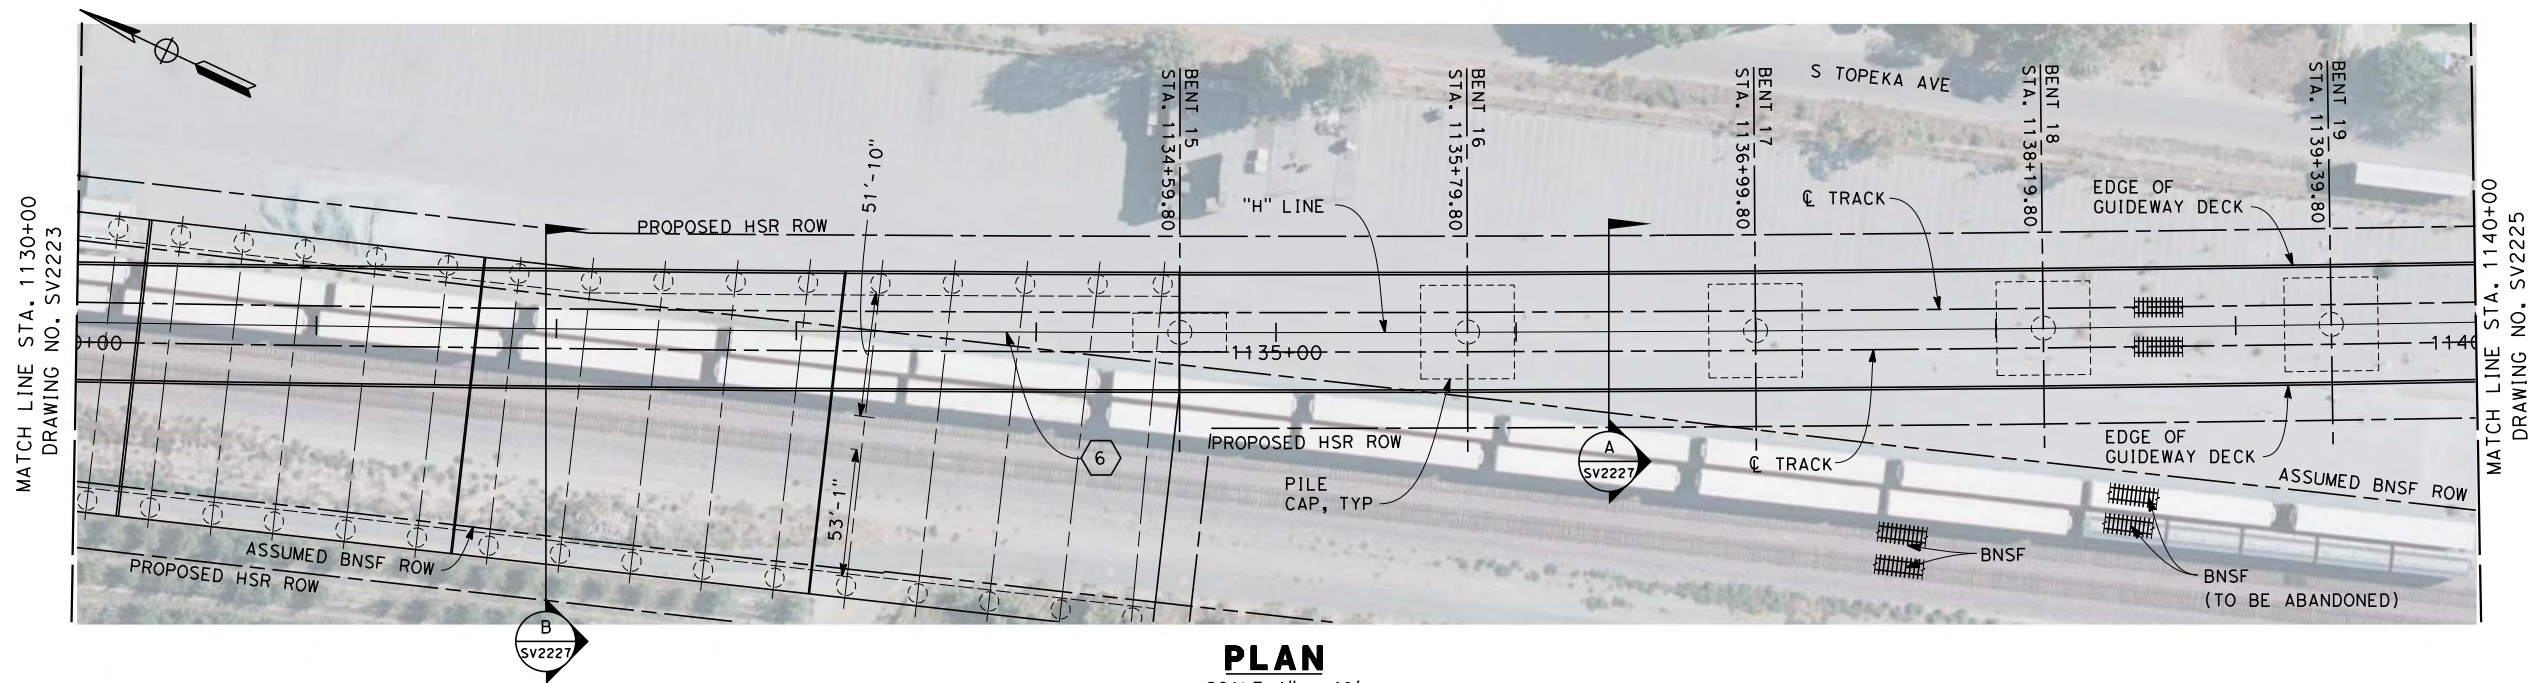 MATCH LINE STA. 1130+00
DRAWING NO. SV2223
BENT 15
STA. 1134+59.80
BENT 16
STA. 1135+79.80
BENT 17
STA. 1136+99.80
BENT 18
STA. 1138+19.80
BENT 19
STA. 1139+39.80
S TOPEKA AVE
51'-10"
"H" LINE
℄ TRACK
EDGE OF
GUIDEWAY DECK
PROPOSED HSR ROW
0+00
1135+00
1140
MATCH LINE STA. 1140+00
DRAWING NO. SV2225
PROPOSED HSR ROW
6
A
SV2227
℄ TRACK
EDGE OF
GUIDEWAY DECK
ASSUMED BNSF ROW
PILE
CAP, TYP
53'-1"
ASSUMED BNSF ROW
PROPOSED HSR ROW
BNSF
BNSF
(TO BE ABANDONED)
B
SV2227
PLAN